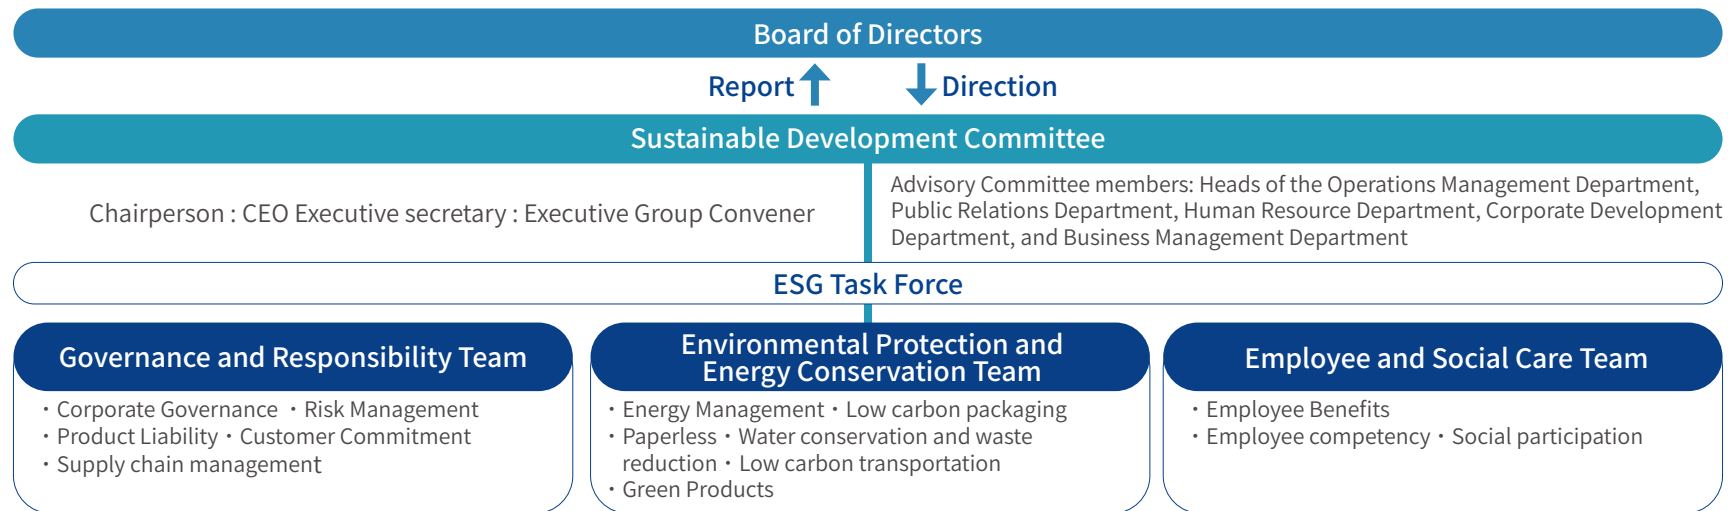 Board of Directors
Report
Direction
Sustainable Development Committee
Chairperson : CEO Executive secretary : Executive Group Convener
Advisory Committee members: Heads of the Operations Management Department,
Public Relations Department, Human Resource Department, Corporate Development
Department, and Business Management Department
ESG Task Force
Governance and Responsibility Team
・Corporate Governance ・Risk Management
・Product Liability・Customer Commitment
・Supply chain management
Environmental Protection and
Energy Conservation Team
・Energy Management・Low carbon packaging
・Paperless・Water conservation and waste
reduction・Low carbon transportation
・Green Products
Employee and Social Care Team
・Employee Benefits
・Employee competency・Social participation